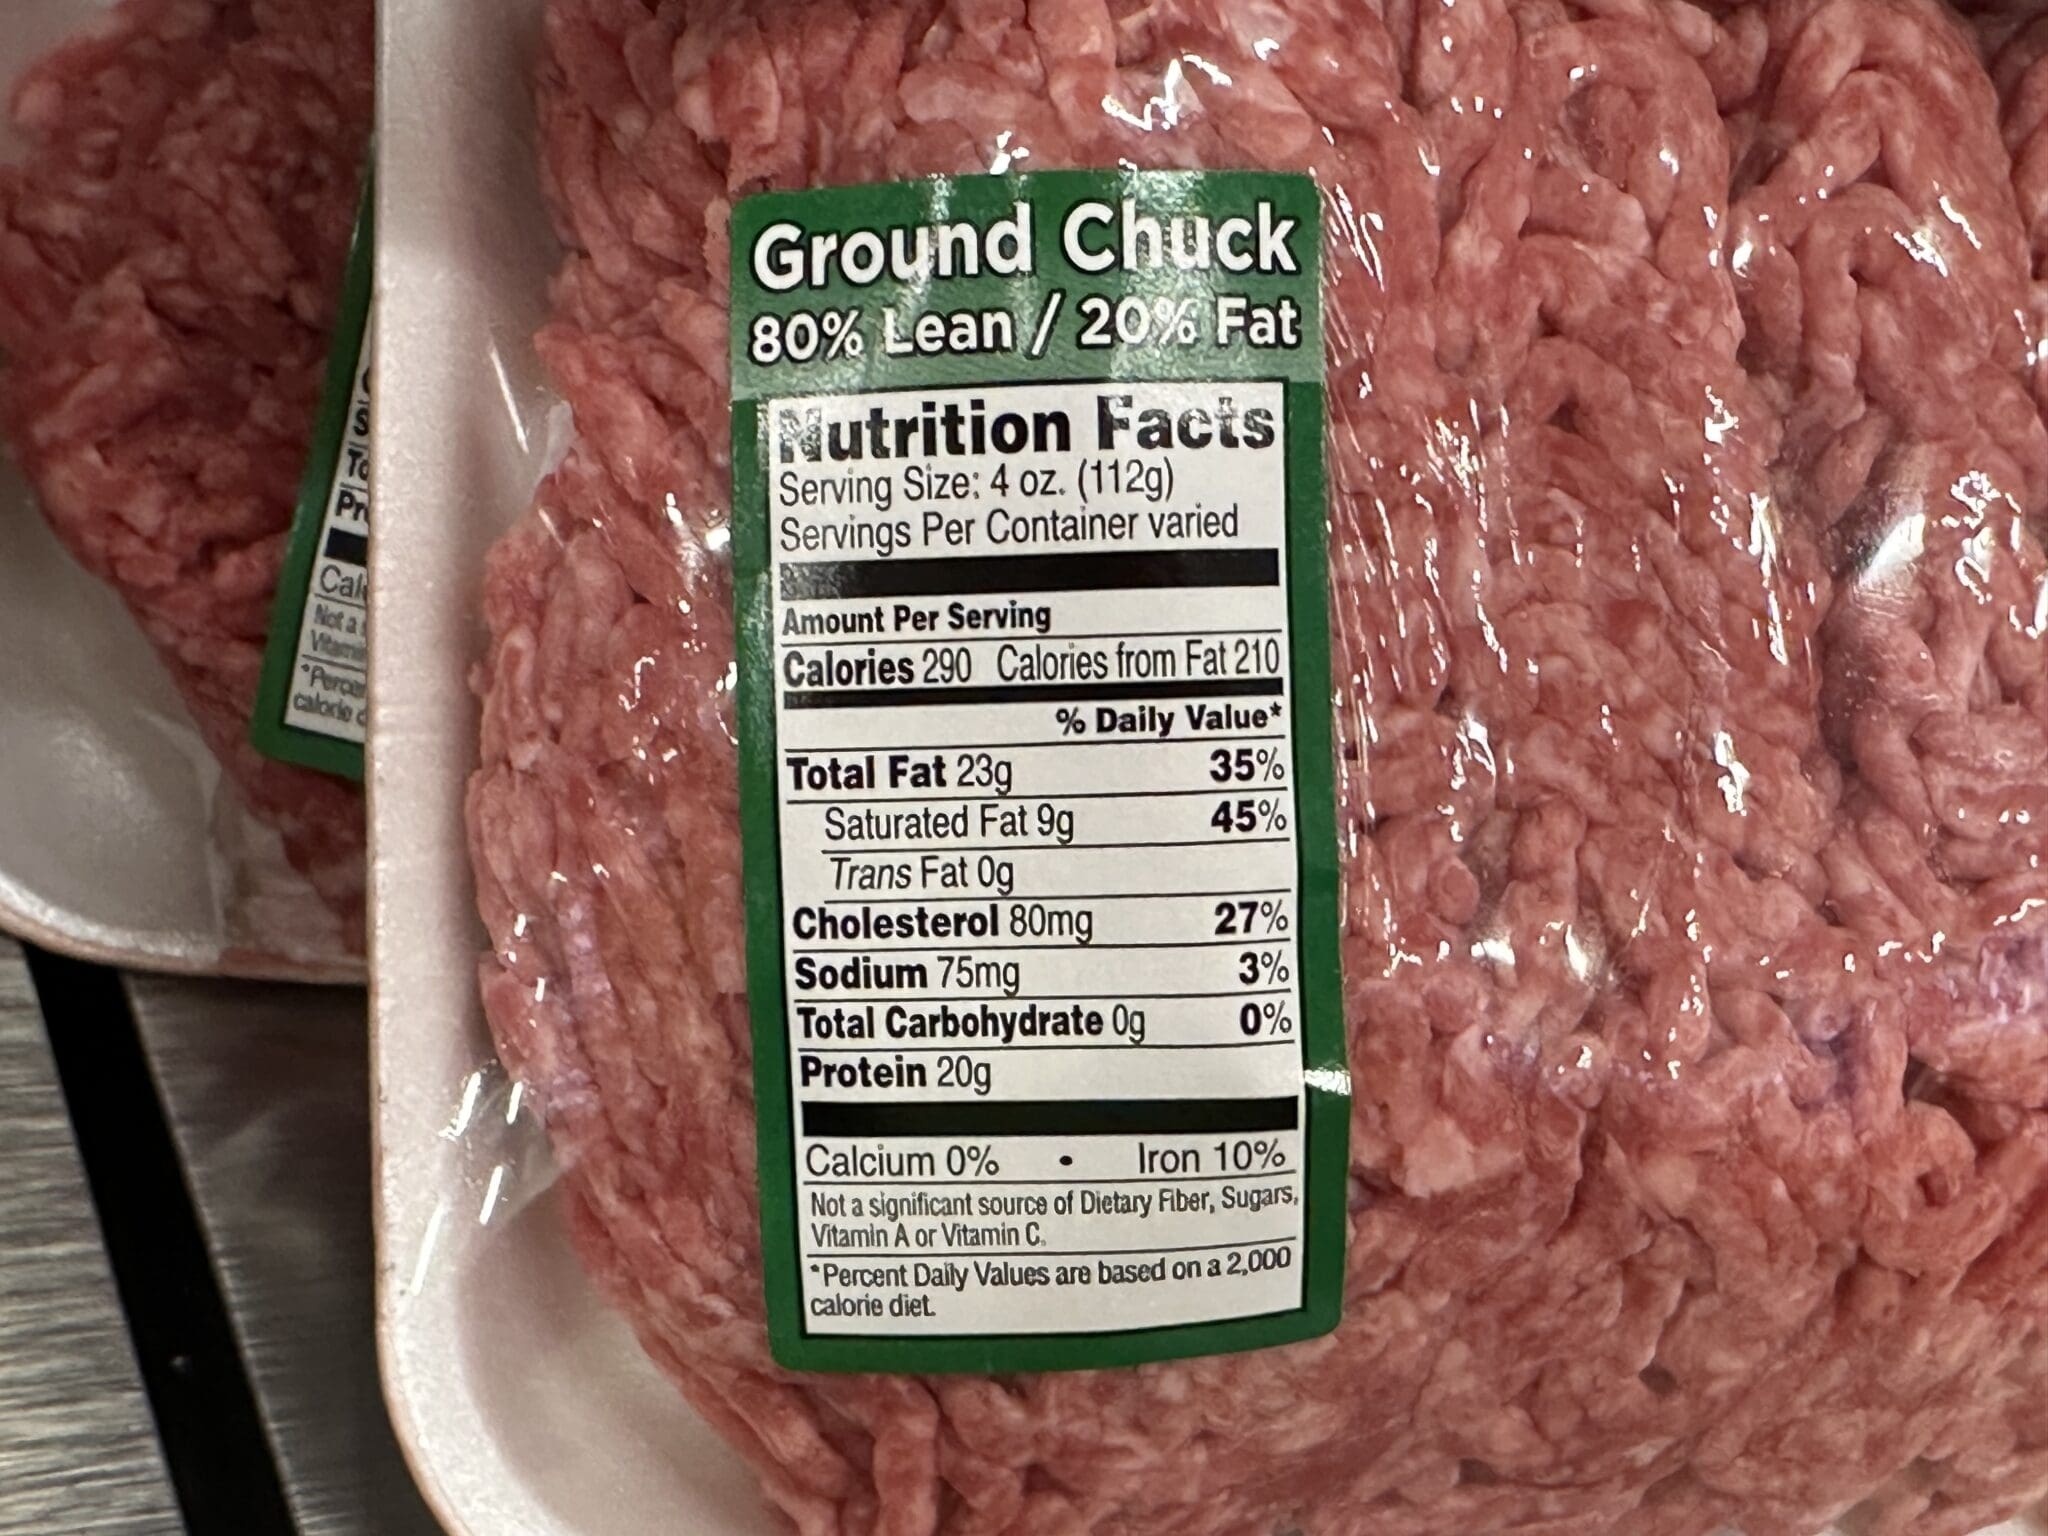 Ground Chuck
80% Lean / 20% Fat
Nutrition Facts
Serving Size: 4 oz. (112g)
Servings Per Container varied
Amount Per Serving
Calories 290 Calories from Fat 210
% Daily Value*
Total Fat 23g 35%
Saturated Fat 9g 45%
Trans Fat 0g
Cholesterol 80mg 27%
Sodium 75mg 3%
Total Carbohydrate 0g 0%
Protein 20g
Calcium 0% • Iron 10%
Not a significant source of Dietary Fiber, Sugars,
Vitamin A or Vitamin C.
*Percent Daily Values are based on a 2,000
calorie diet.